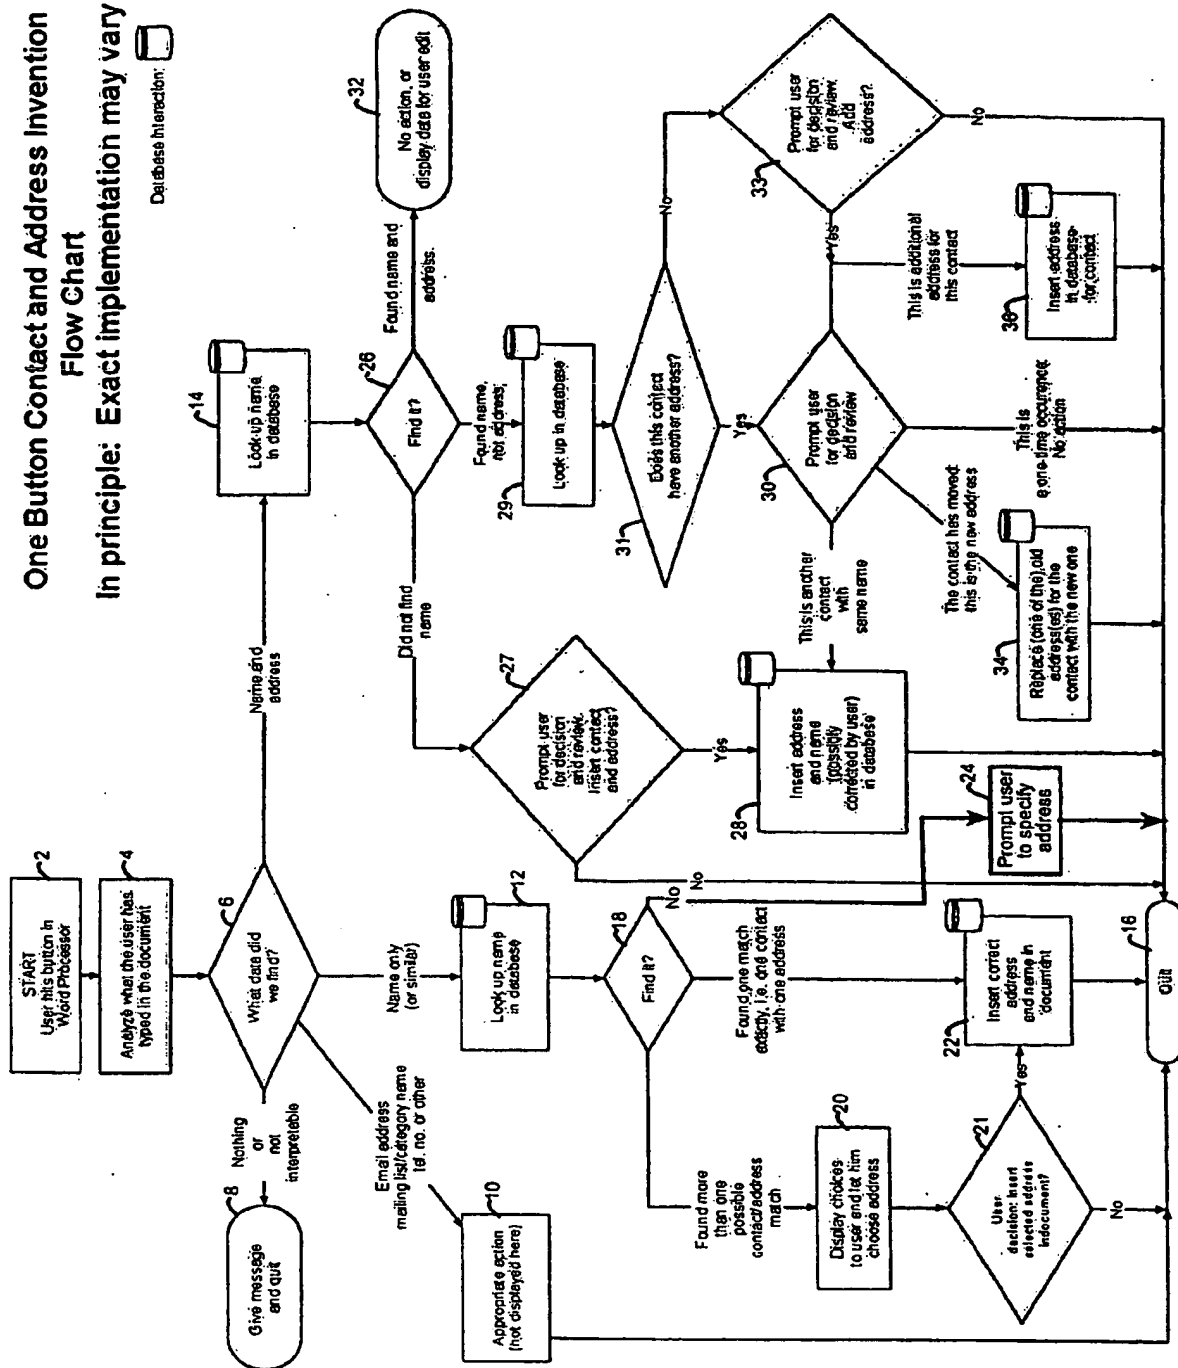 One Button Contact and Address Invention
Flow Chart
In principle: Exact implementation may vary
Database interaction:
2
START
User hits button in
Word Processor
4
Analyze what the user has
typed in the document
6
What data did
we find?
Nothing
or
not
interpretable
8
Give message
and quit
Email address
mailing list/category name
tel. no. or other
10
Appropriate action
(not displayed here)
Name only
(or similar)
12
Look up name
in database
Name and
address
14
Look up name
in database
18
Find it?
No
Found more
than one
possible
contact/address
match
20
Display choices
to user and let him
choose address
21
User
decision: Insert
selected address
in document?
Yes
No
Found one match
exactly, i.e. one contact
with one address
22
Insert correct
address
and name in
document
24
Prompt user
to specify
address
16
Quit
26
Find it?
Found name and
address.
32
No action, or
display data for user edit
Did not find
name
27
Prompt user
for decision
and review.
Insert contact
and address?
Yes
No
28
Insert address
and name
(possibly
corrected by user)
in database
Found name,
not address;
29
Look up in database
31
Does this contact
have another address?
No
Yes
33
Prompt user
for decision
and review.
Add
address?
Yes
No
30
Prompt user
for decision
and review
This is another
contact
with
same name
The contact has moved:
this is the new address
34
Replace (one of the) old
address(es) for the
contact with the new one
This is
a one-time occurrence:
No action
This is additional
address for
this contact
36
Insert address
in database
for contact